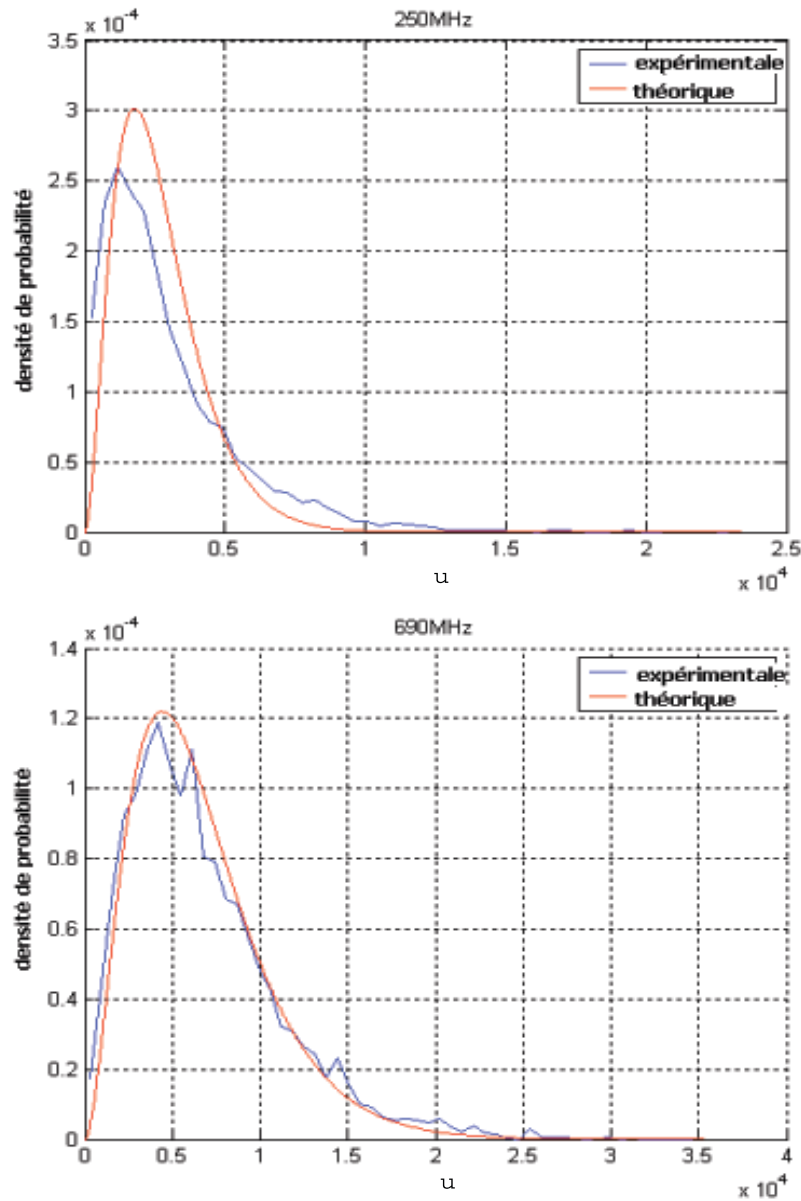 250MHz
x 10-4
3.5
3
2.5
2
1.5
1
0.5
0
densité de probabilité
expérimentale
théorique
0 0.5 1 1.5 2 2.5
u
x 10^4
690MHz
x 10-4
1.4
1.2
1
0.8
0.6
0.4
0.2
0
densité de probabilité
expérimentale
théorique
0 0.5 1 1.5 2 2.5 3 3.5 4
u
x 10^4